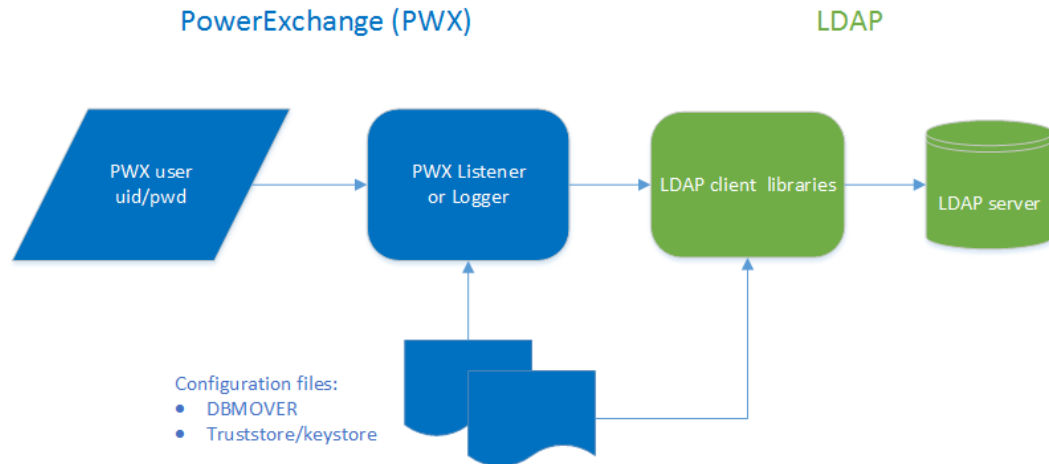 PowerExchange (PWX)
LDAP
PWX user
uid/pwd
PWX Listener
or Logger
LDAP client libraries
LDAP server
Configuration files:
• DBMOVER
• Truststore/keystore